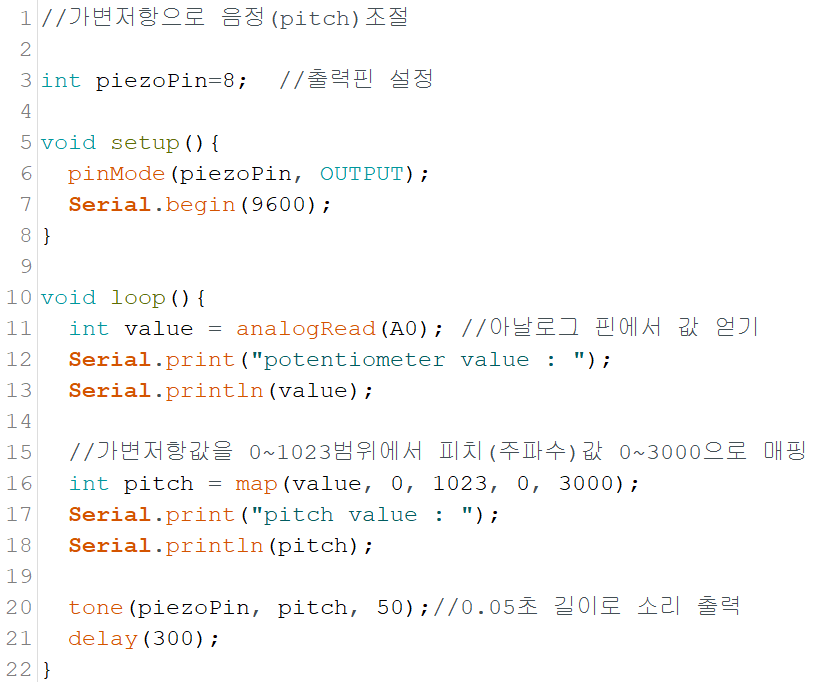 1 //가변저항으로 음정(pitch)조절
2
3 int piezoPin=8;  //출력핀 설정
4
5 void setup(){
6   pinMode(piezoPin, OUTPUT);
7   Serial.begin(9600);
8 }
9
10 void loop(){
11   int value = analogRead(A0); //아날로그 핀에서 값 얻기
12   Serial.print("potentiometer value : ");
13   Serial.println(value);
14
15   //가변저항값을 0~1023범위에서 피치(주파수)값 0~3000으로 매핑
16   int pitch = map(value, 0, 1023, 0, 3000);
17   Serial.print("pitch value : ");
18   Serial.println(pitch);
19
20   tone(piezoPin, pitch, 50);//0.05초 길이로 소리 출력
21   delay(300);
22 }